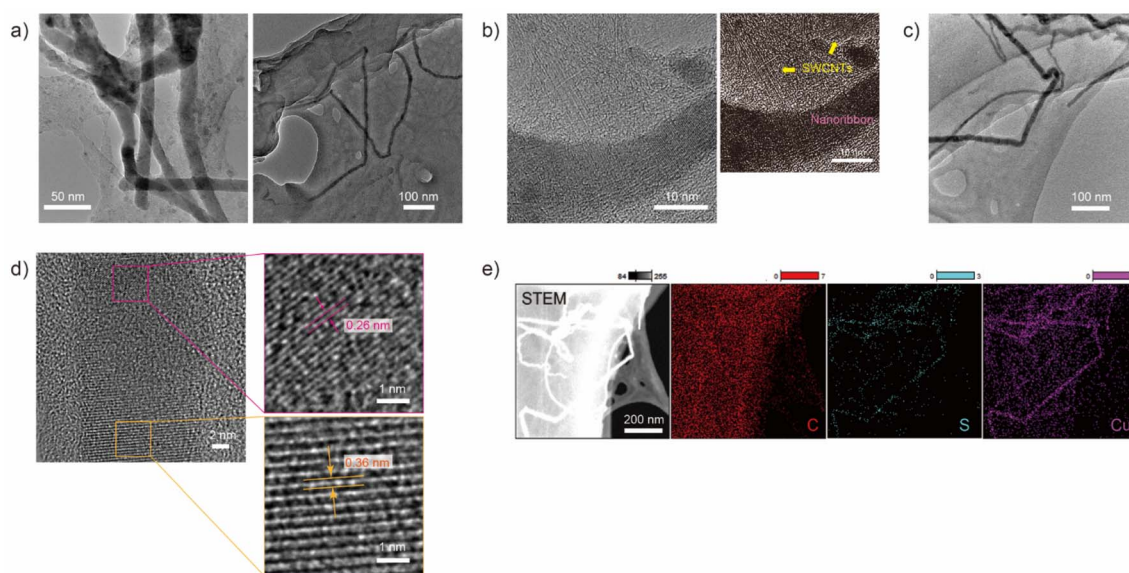 a)
50 nm
100 nm
b)
10 nm
SWCNTs
Nanoribbon
10 nm
c)
100 nm
d)
2 nm
0.26 nm
1 nm
0.36 nm
1 nm
e)
84 255
0 7
0 3
0
STEM
200 nm
C
S
Cu